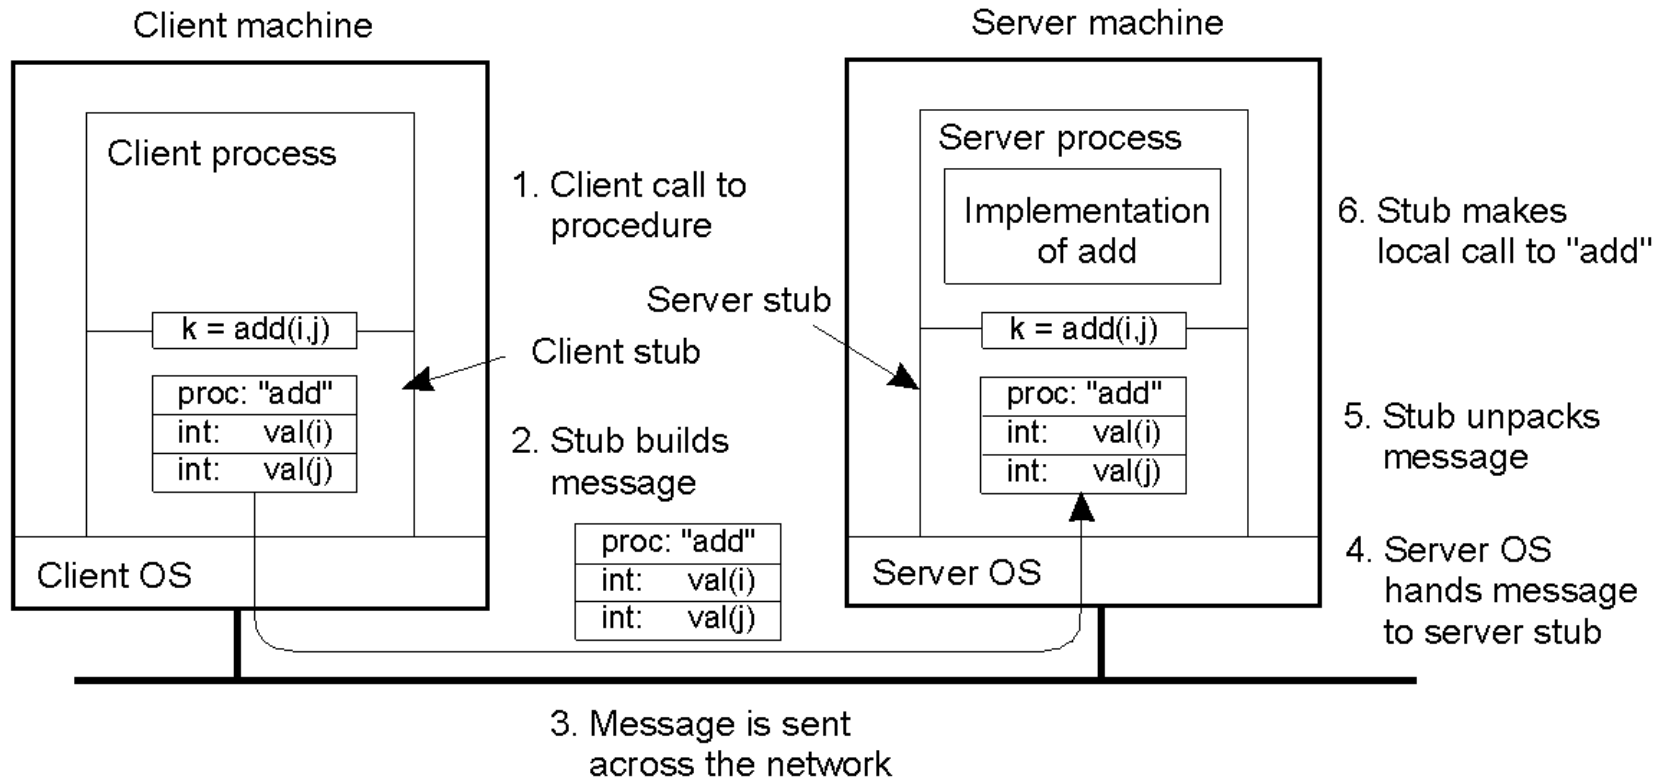 Client machine
Client process
k = add(i,j)
proc: "add"
int: val(i)
int: val(j)
Client OS
1. Client call to
procedure
Server stub
Client stub
2. Stub builds
message
proc: "add"
int: val(i)
int: val(j)
3. Message is sent
across the network
Server machine
Server process
Implementation
of add
k = add(i,j)
proc: "add"
int: val(i)
int: val(j)
Server OS
6. Stub makes
local call to "add"
5. Stub unpacks
message
4. Server OS
hands message
to server stub